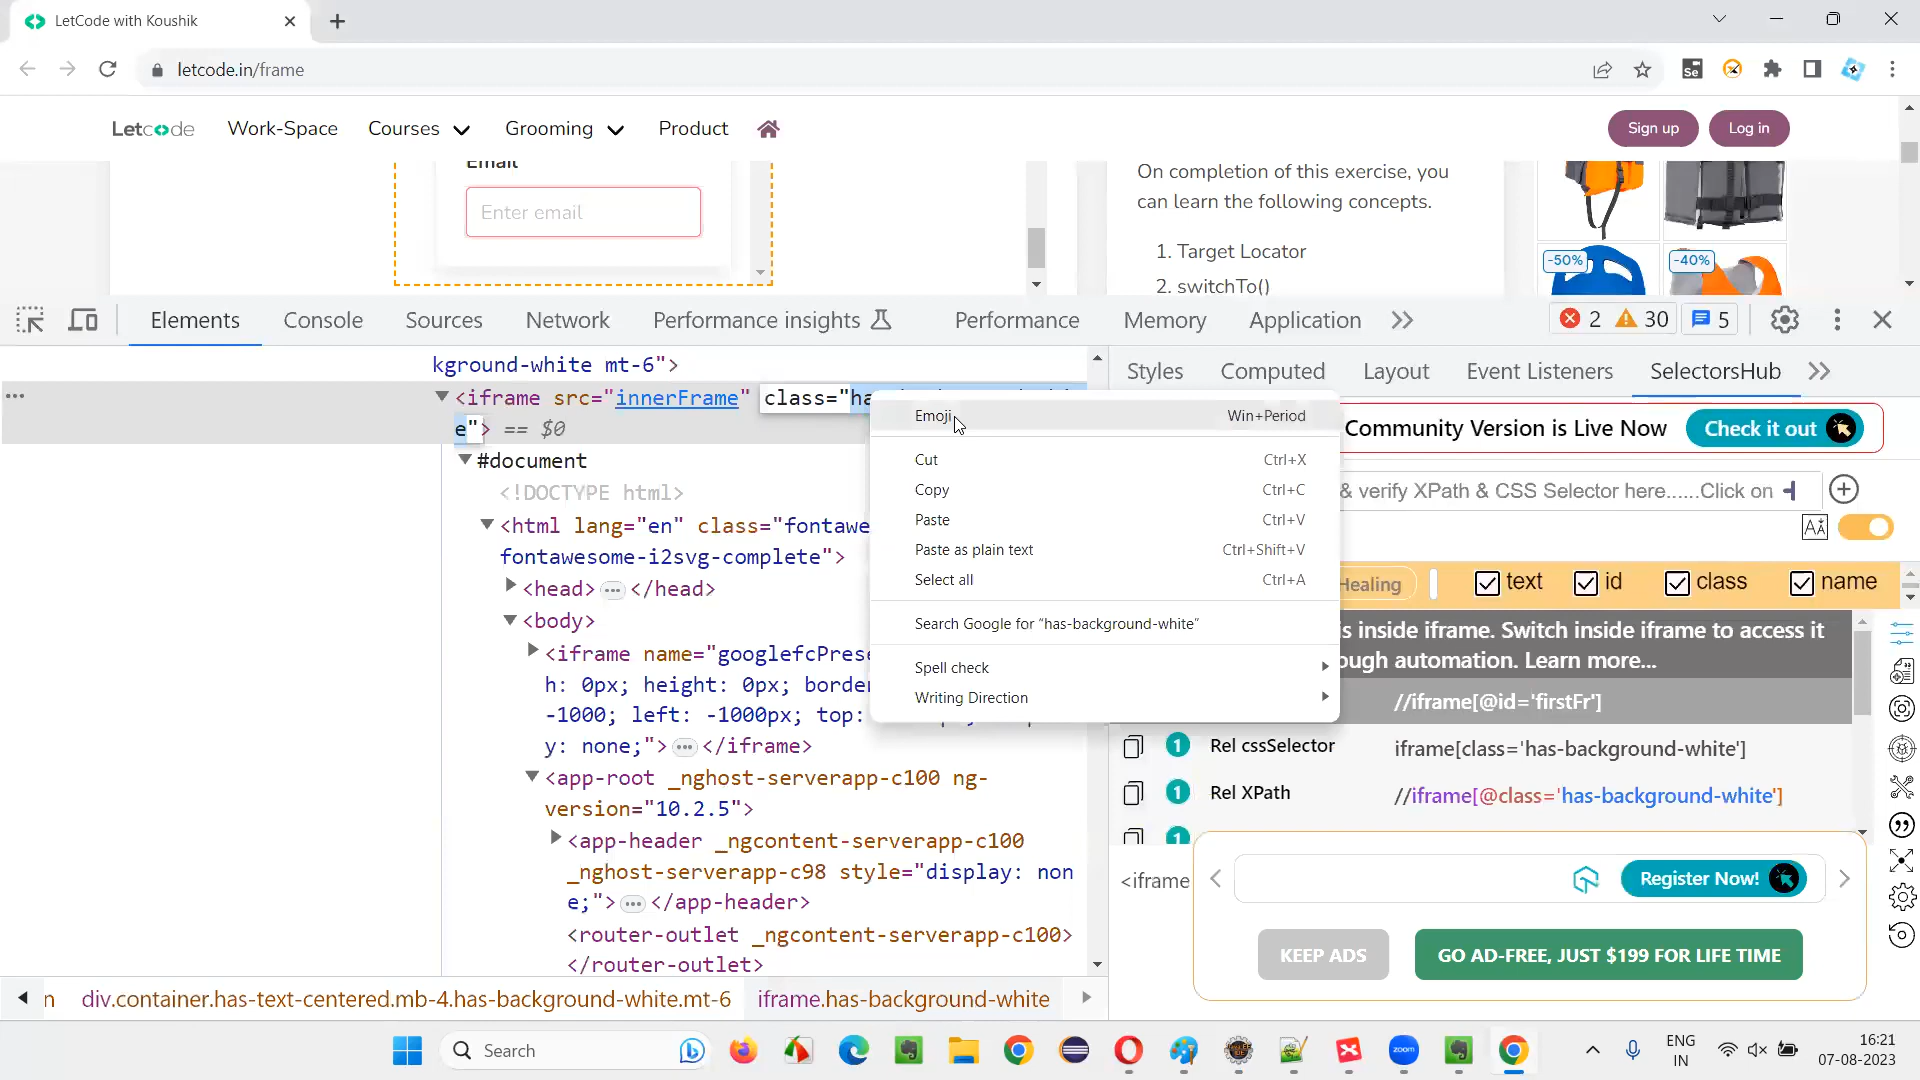 LetCode with Koushik
letcode.in/frame
Letcode
Work-Space
Courses
Grooming
Product
Sign up
Log in
Email
Enter email
On completion of this exercise, you
can learn the following concepts.
1. Target Locator
2. switchTo()
-50%
-40%
Elements
Console
Sources
Network
Performance insights
Performance
Memory
Application
2
30
5
kground-white mt-6">
<iframe src="innerFrame" class="ha
e"> == $0
#document
<!DOCTYPE html>
<html lang="en" class="fontawe
fontawesome-i2svg-complete">
<head> … </head>
<body>
<iframe name="googlefcPres
h: 0px; height: 0px; border
-1000; left: -1000px; top:
y: none;"> … </iframe>
<app-root _nghost-serverapp-c100 ng-
version="10.2.5">
<app-header _ngcontent-serverapp-c100
_nghost-serverapp-c98 style="display: non
e;"> … </app-header>
<router-outlet _ngcontent-serverapp-c100>
</router-outlet>
n
div.container.has-text-centered.mb-4.has-background-white.mt-6
iframe.has-background-white
Emoji
Win+Period
Cut
Ctrl+X
Copy
Ctrl+C
Paste
Ctrl+V
Paste as plain text
Ctrl+Shift+V
Select all
Ctrl+A
Search Google for “has-background-white”
Spell check
Writing Direction
Styles
Computed
Layout
Event Listeners
SelectorsHub
Community Version is Live Now
Check it out
& verify XPath & CSS Selector here......Click on
Healing
text
id
class
name
is inside iframe. Switch inside iframe to access it
ough automation. Learn more...
//iframe[@id='firstFr']
1
Rel cssSelector
iframe[class='has-background-white']
1
Rel XPath
//iframe[@class='has-background-white']
1
<iframe
Register Now!
KEEP ADS
GO AD-FREE, JUST $199 FOR LIFE TIME
Search
zoom
ENG
IN
16:21
07-08-2023